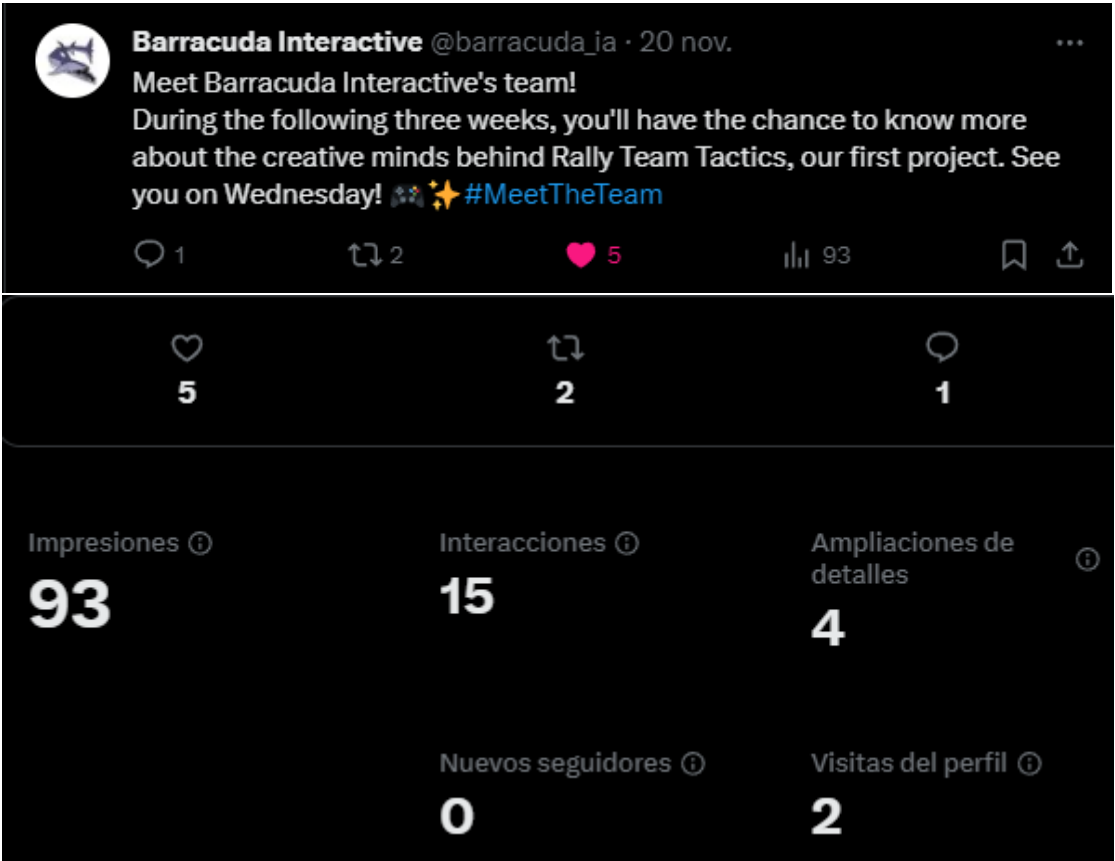 Barracuda Interactive @barracuda_ia · 20 nov.
Meet Barracuda Interactive's team!
During the following three weeks, you'll have the chance to know more
about the creative minds behind Rally Team Tactics, our first project. See
you on Wednesday! 🎮✨#MeetTheTeam
1 2 5 93
5 2 1
Impresiones Interacciones Ampliaciones de
detalles
93 15 4
Nuevos seguidores Visitas del perfil
0 2